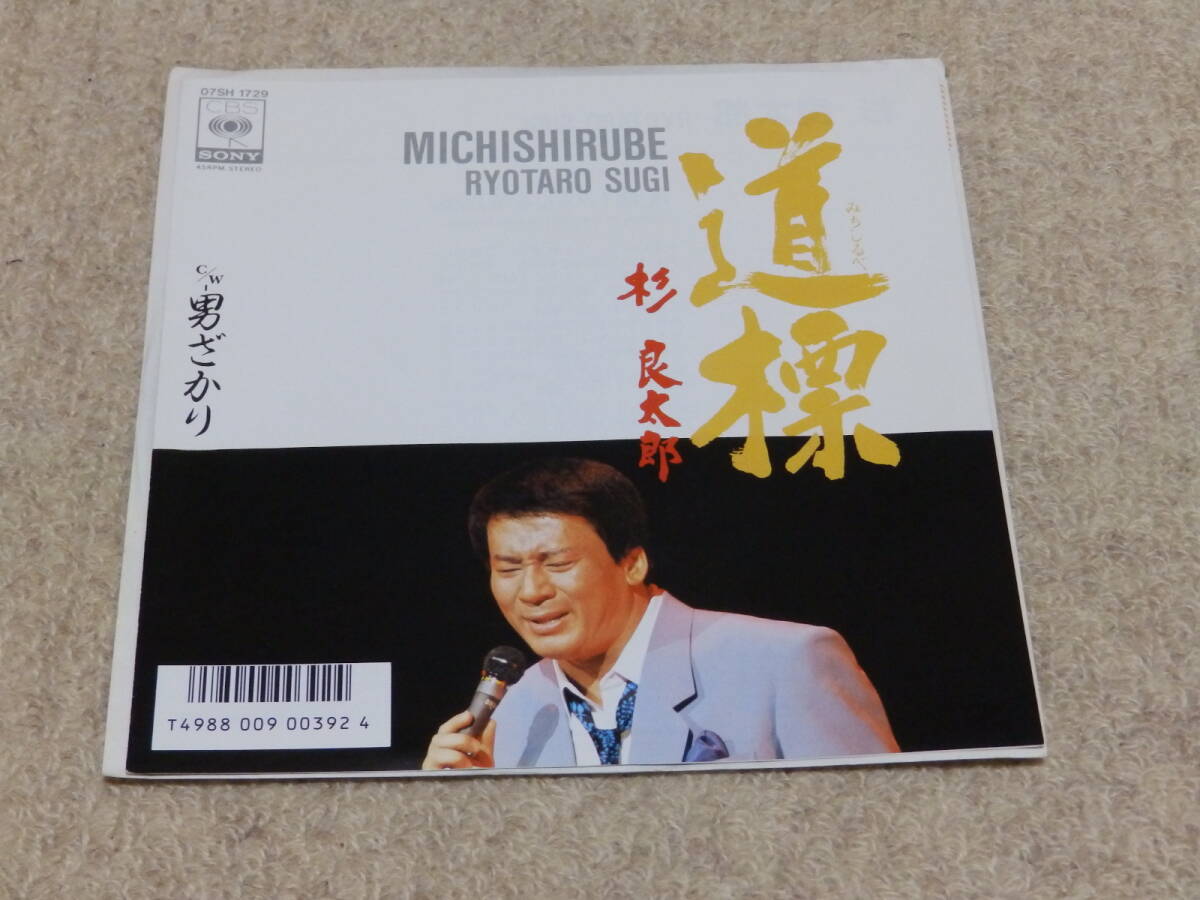 07SH 1729
CBS
SONY
45RPM. STEREO
MICHISHIRUBE
RYOTARO SUGI
道標
みちしるべ
杉 良太郎
C/W-男ざかり
T4988 009 00392 4